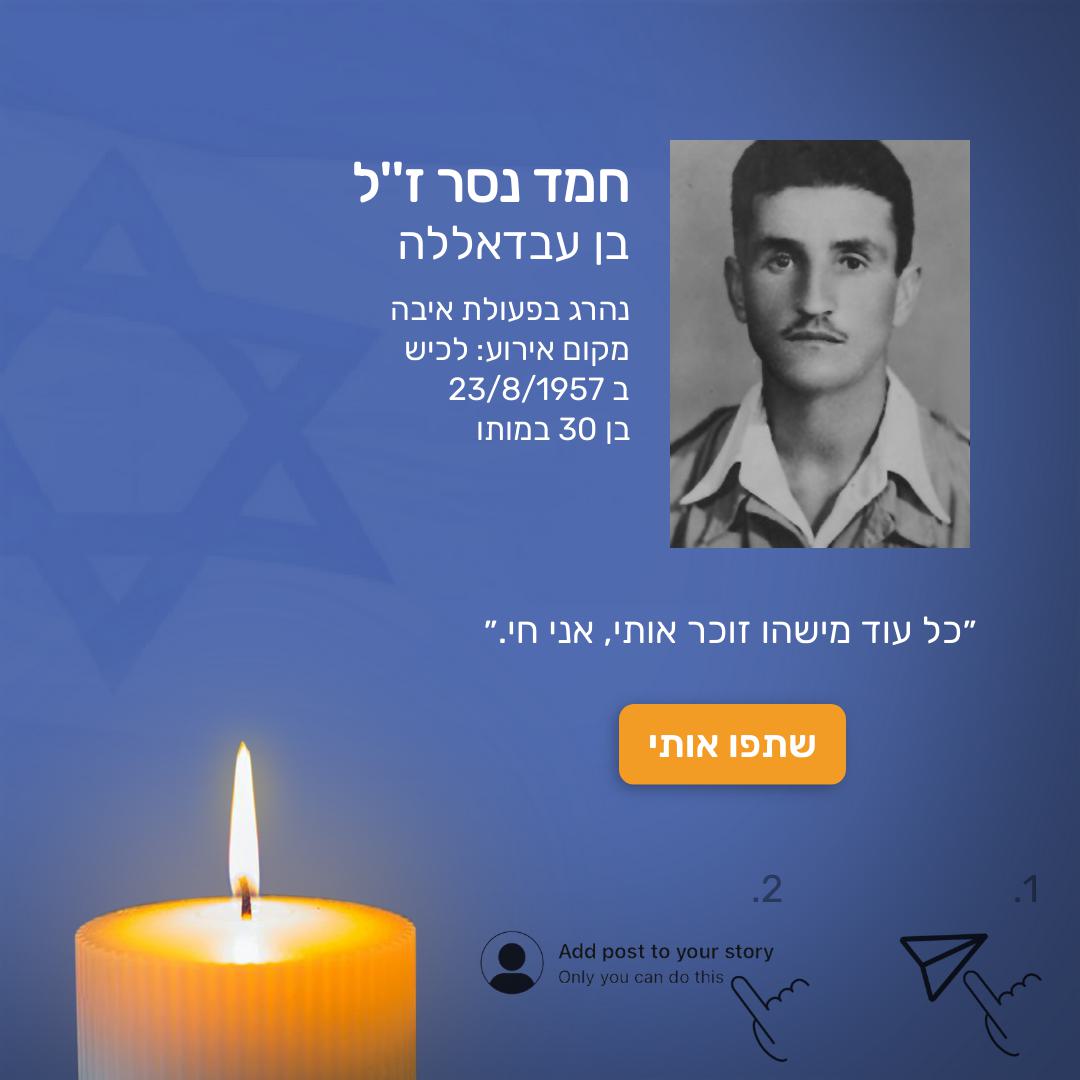 חמד נסר ז"ל
בן עבדאללה
נהרג בפעולת איבה
מקום אירוע: לכיש
ב 23/8/1957
בן 30 במותו
״כל עוד מישהו זוכר אותי, אני חי.״
שתפו אותי
.1
.2
Add post to your story
Only you can do this